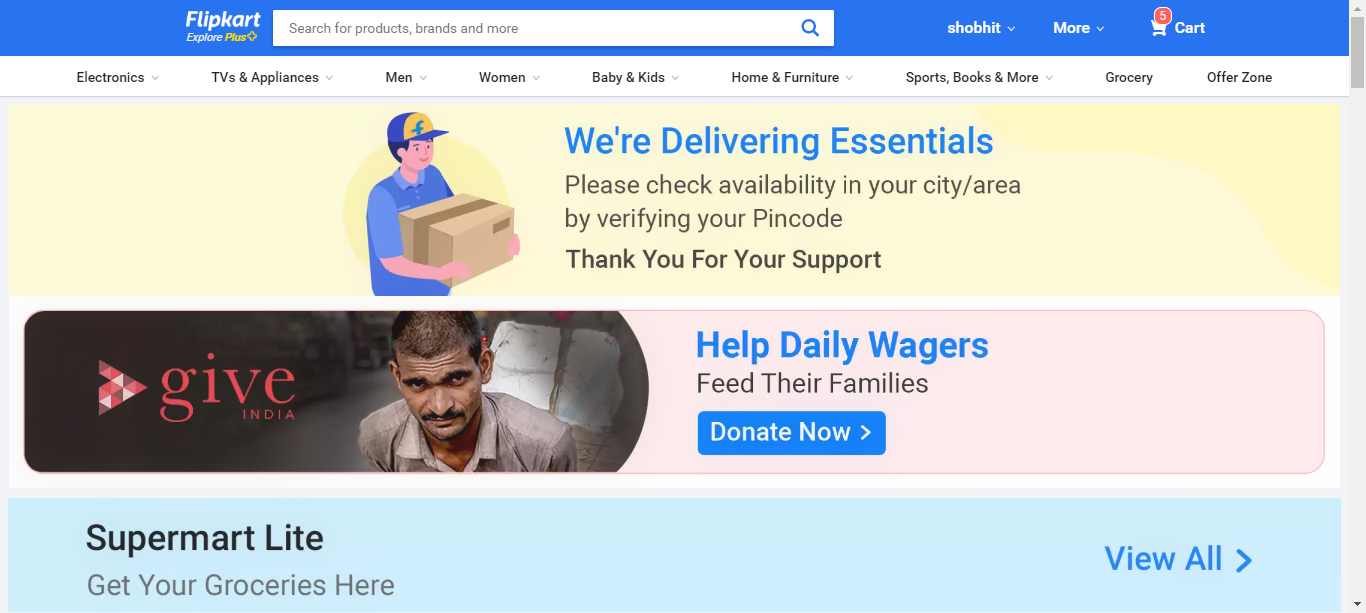 Flipkart
Explore Plus
Search for products, brands and more
shobhit
More
5
Cart
Electronics
TVs & Appliances
Men
Women
Baby & Kids
Home & Furniture
Sports, Books & More
Grocery
Offer Zone
We're Delivering Essentials
Please check availability in your city/area
by verifying your Pincode
Thank You For Your Support
give
INDIA
Help Daily Wagers
Feed Their Families
Donate Now >
Supermart Lite
Get Your Groceries Here
View All >